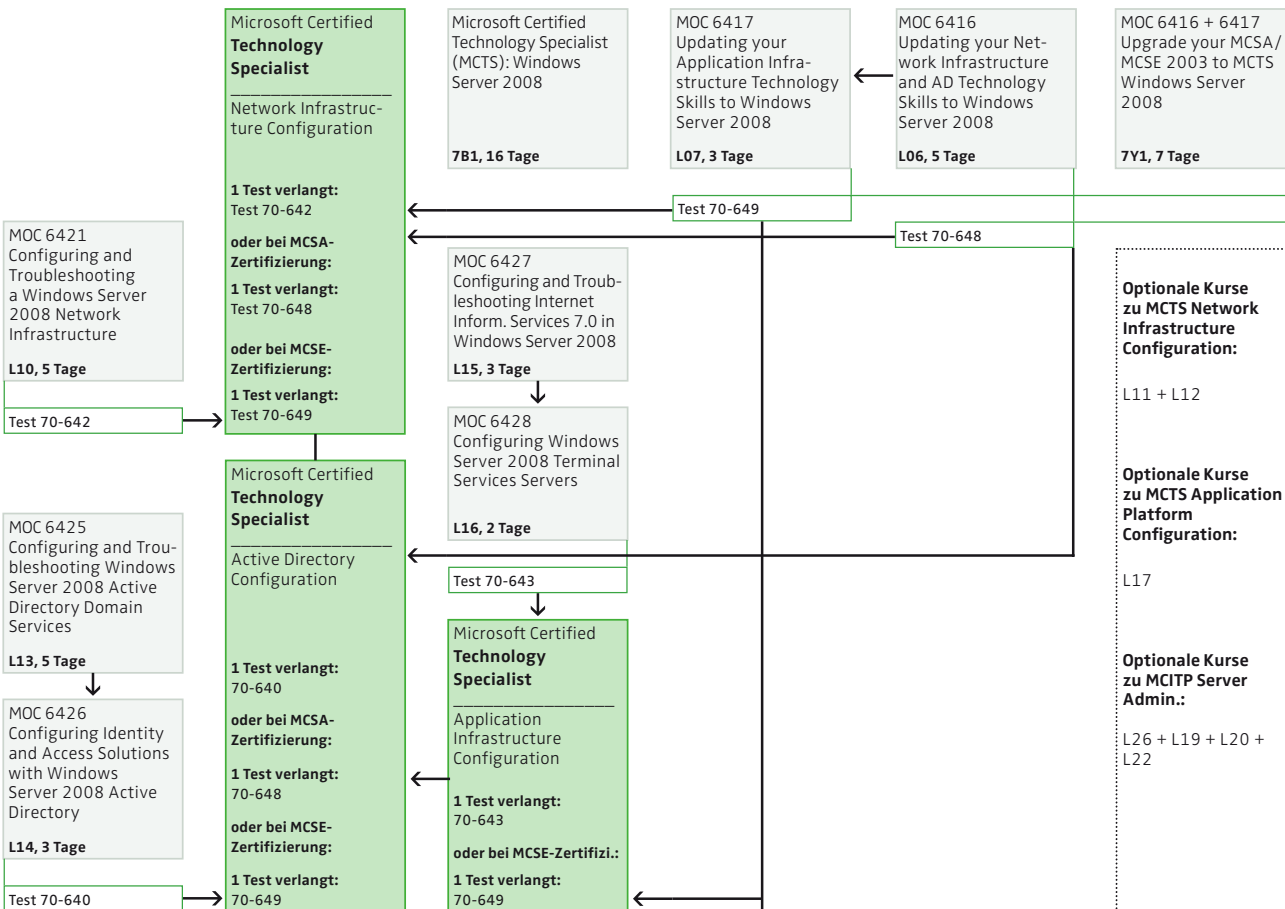 Microsoft Certified
Technology
Specialist
Network Infrastruc-
ture Configuration
1 Test verlangt:
Test 70-642
oder bei MCSA-
Zertifizierung:
1 Test verlangt:
Test 70-648
oder bei MCSE-
Zertifizierung:
1 Test verlangt:
Test 70-649
Microsoft Certified
Technology Specialist
(MCTS): Windows
Server 2008
7B1, 16 Tage
MOC 6417
Updating your
Application Infra-
structure Technology
Skills to Windows
Server 2008
L07, 3 Tage
MOC 6416
Updating your Net-
work Infrastructure
and AD Technology
Skills to Windows
Server 2008
L06, 5 Tage
MOC 6416 + 6417
Upgrade your MCSA/
MCSE 2003 to MCTS
Windows Server
2008
7Y1, 7 Tage
Test 70-649
Test 70-648
MOC 6421
Configuring and
Troubleshooting
a Windows Server
2008 Network
Infrastructure
L10, 5 Tage
Test 70-642
MOC 6427
Configuring and Troub-
leshooting Internet
Inform. Services 7.0 in
Windows Server 2008
L15, 3 Tage
MOC 6428
Configuring Windows
Server 2008 Terminal
Services Servers
L16, 2 Tage
Test 70-643
Optionale Kurse
zu MCTS Network
Infrastructure
Configuration:
L11 + L12
Optionale Kurse
zu MCTS Application
Platform
Configuration:
L17
Optionale Kurse
zu MCITP Server
Admin.:
L26 + L19 + L20 +
L22
MOC 6425
Configuring and Trou-
bleshooting Windows
Server 2008 Active
Directory Domain
Services
L13, 5 Tage
MOC 6426
Configuring Identity
and Access Solutions
with Windows
Server 2008 Active
Directory
L14, 3 Tage
Test 70-640
Microsoft Certified
Technology
Specialist
Active Directory
Configuration
1 Test verlangt:
70-640
oder bei MCSA-
Zertifizierung:
1 Test verlangt:
70-648
oder bei MCSE-
Zertifizierung:
1 Test verlangt:
70-649
Microsoft Certified
Technology
Specialist
Application
Infrastructure
Configuration
1 Test verlangt:
70-643
oder bei MCSE-Zertifizi.:
1 Test verlangt:
70-649